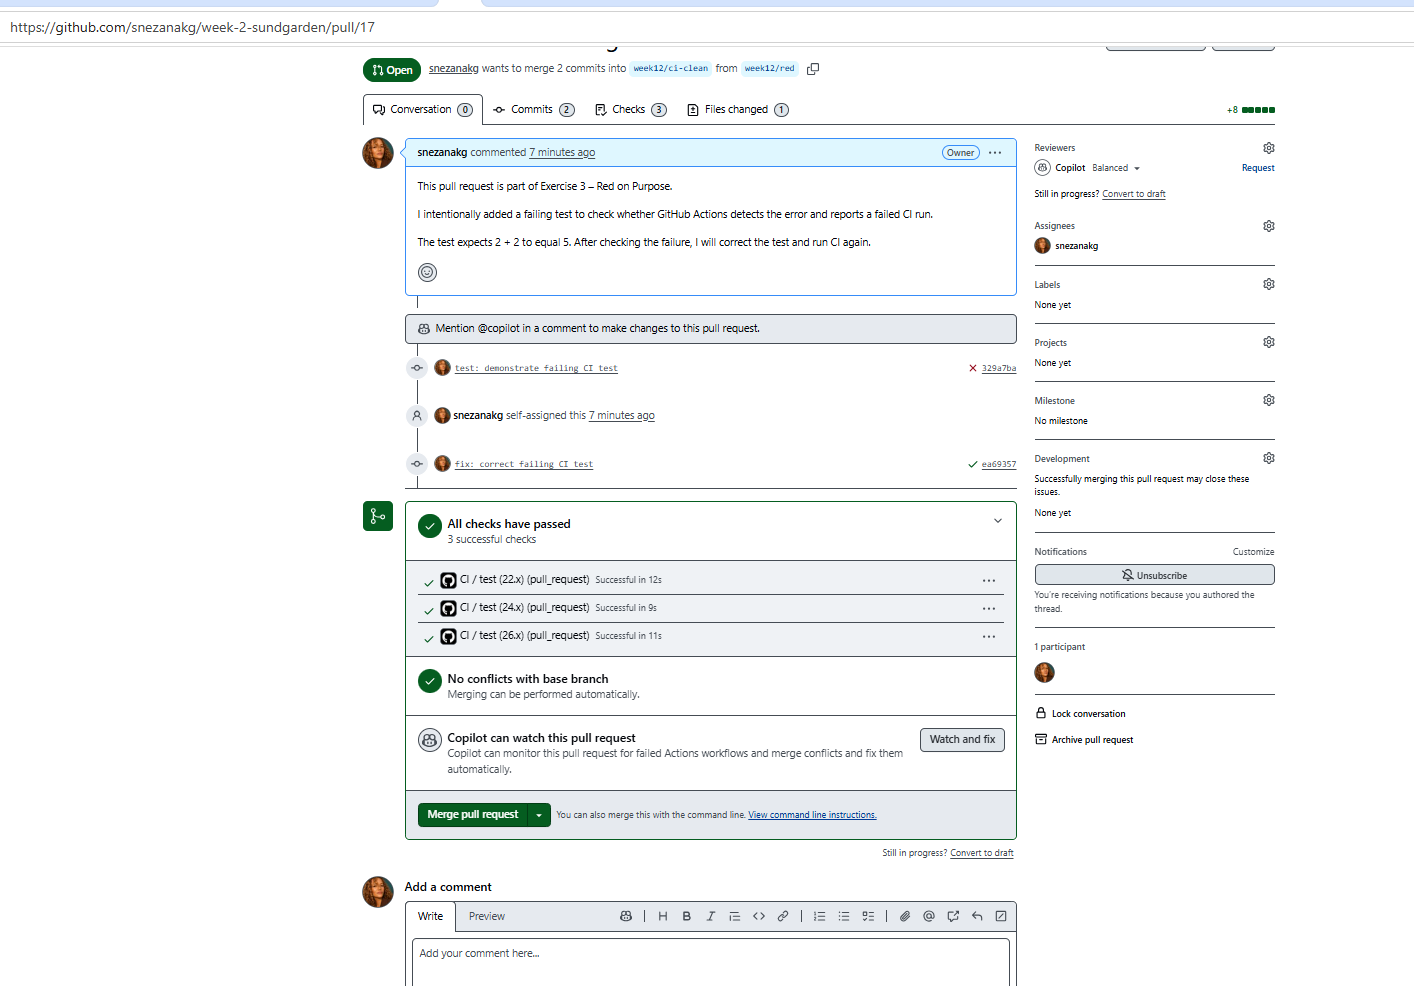 https://github.com/snezanakg/week-2-sundgarden/pull/17
Open
snezanakg wants to merge 2 commits into week12/ci-clean from week12/red
Conversation 0
Commits 2
Checks 3
Files changed 1
+8
snezanakg commented 7 minutes ago
Owner
This pull request is part of Exercise 3 – Red on Purpose.
I intentionally added a failing test to check whether GitHub Actions detects the error and reports a failed CI run.
The test expects 2 + 2 to equal 5. After checking the failure, I will correct the test and run CI again.
Mention @copilot in a comment to make changes to this pull request.
test: demonstrate failing CI test
329a7ba
snezanakg self-assigned this 7 minutes ago
fix: correct failing CI test
ea69357
All checks have passed
3 successful checks
CI / test (22.x) (pull_request) Successful in 12s
CI / test (24.x) (pull_request) Successful in 9s
CI / test (26.x) (pull_request) Successful in 11s
No conflicts with base branch
Merging can be performed automatically.
Copilot can watch this pull request
Copilot can monitor this pull request for failed Actions workflows and merge conflicts and fix them
automatically.
Watch and fix
Merge pull request
You can also merge this with the command line. View command line instructions.
Still in progress? Convert to draft
Add a comment
Write
Preview
Add your comment here...
Reviewers
Copilot Balanced
Request
Still in progress? Convert to draft
Assignees
snezanakg
Labels
None yet
Projects
None yet
Milestone
No milestone
Development
Successfully merging this pull request may close these
issues.
None yet
Notifications
Customize
Unsubscribe
You're receiving notifications because you authored the
thread.
1 participant
Lock conversation
Archive pull request